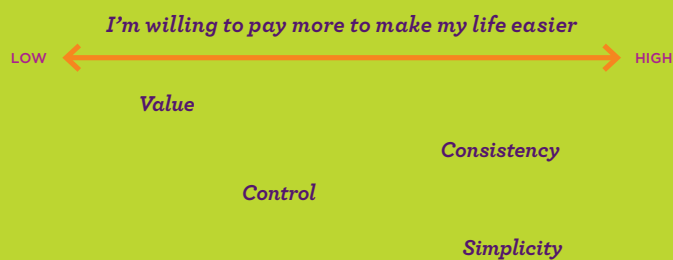 I'm willing to pay more to make my life easier
LOW HIGH
Value
Consistency
Control
Simplicity